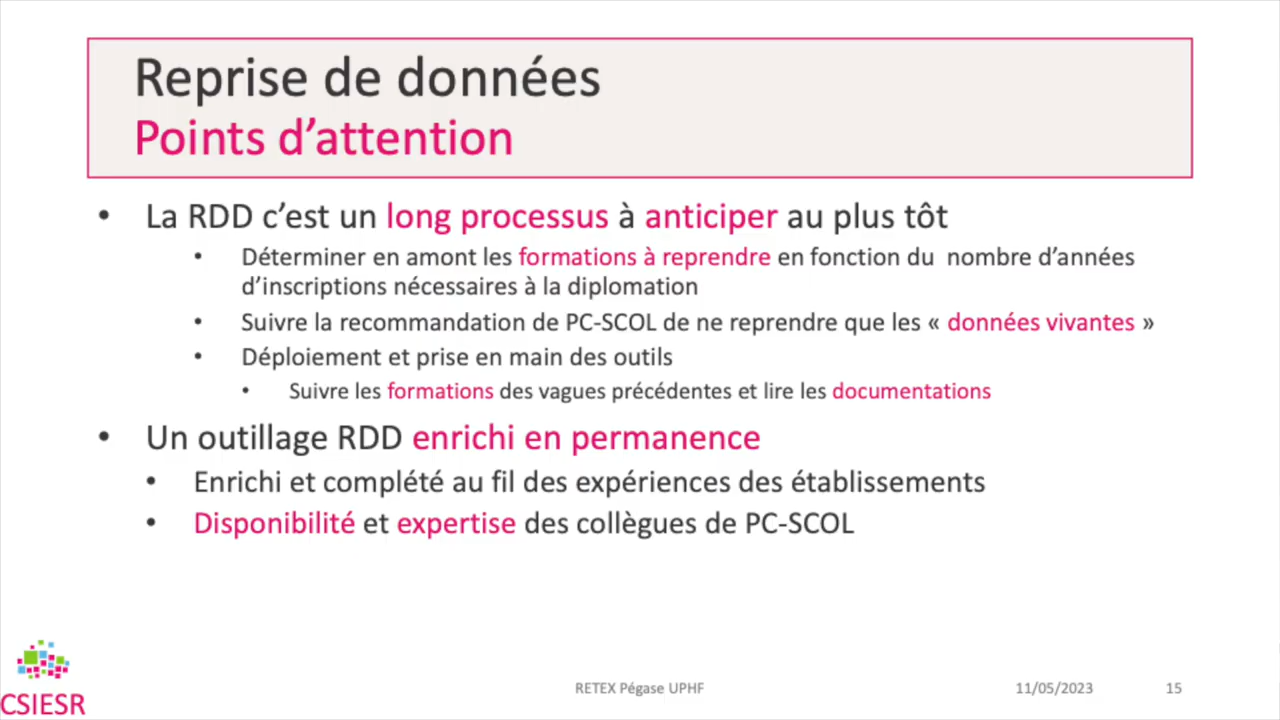 Reprise de données
Points d’attention
• La RDD c’est un long processus à anticiper au plus tôt
• Déterminer en amont les formations à reprendre en fonction du nombre d’années
d’inscriptions nécessaires à la diplomation
• Suivre la recommandation de PC-SCOL de ne reprendre que les « données vivantes »
• Déploiement et prise en main des outils
• Suivre les formations des vagues précédentes et lire les documentations
• Un outillage RDD enrichi en permanence
• Enrichi et complété au fil des expériences des établissements
• Disponibilité et expertise des collègues de PC-SCOL
CSIESR
RETEX Pégase UPHF
11/05/2023
15